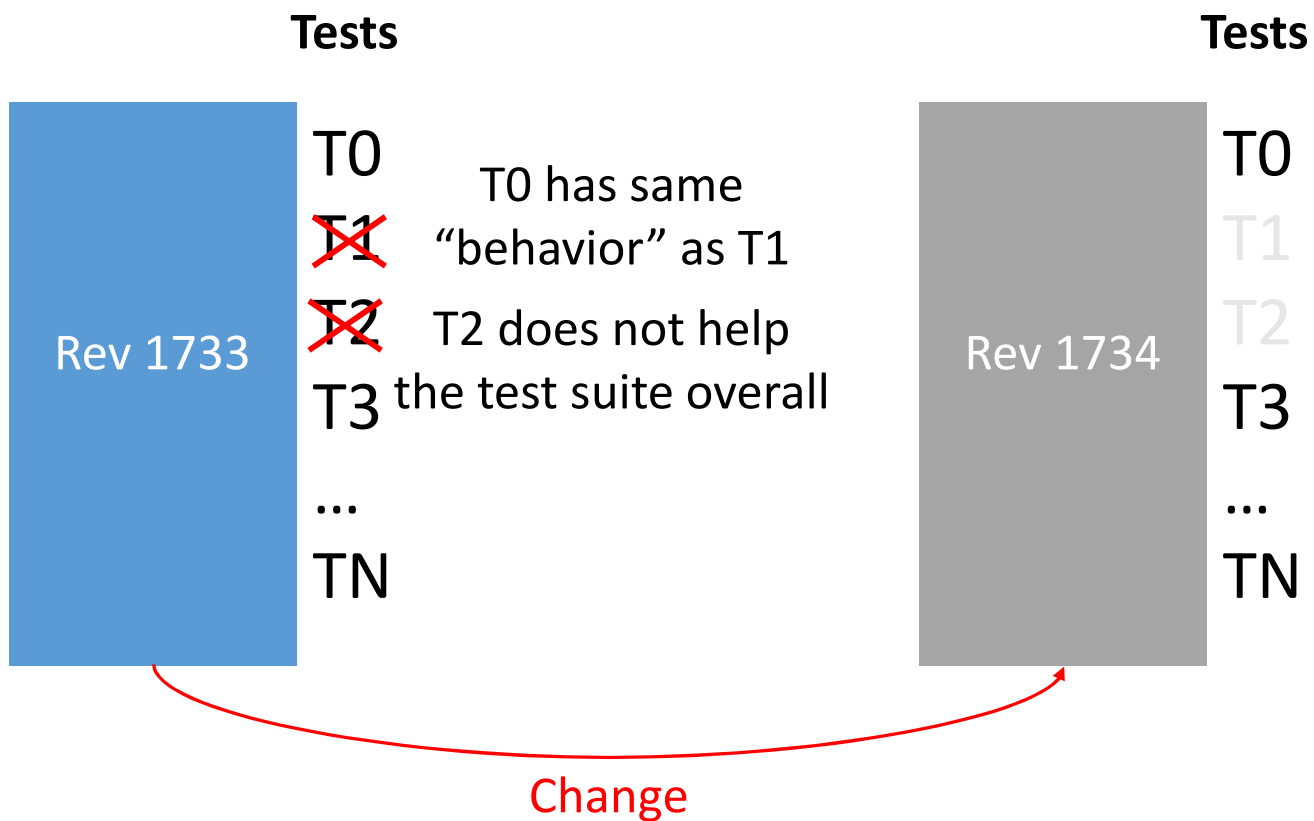 Tests
Rev 1733
T0
T1
T2
T3
...
TN
T0 has same
“behavior” as T1
T2 does not help
the test suite overall
Rev 1734
Tests
T0
T1
T2
T3
...
TN
Change